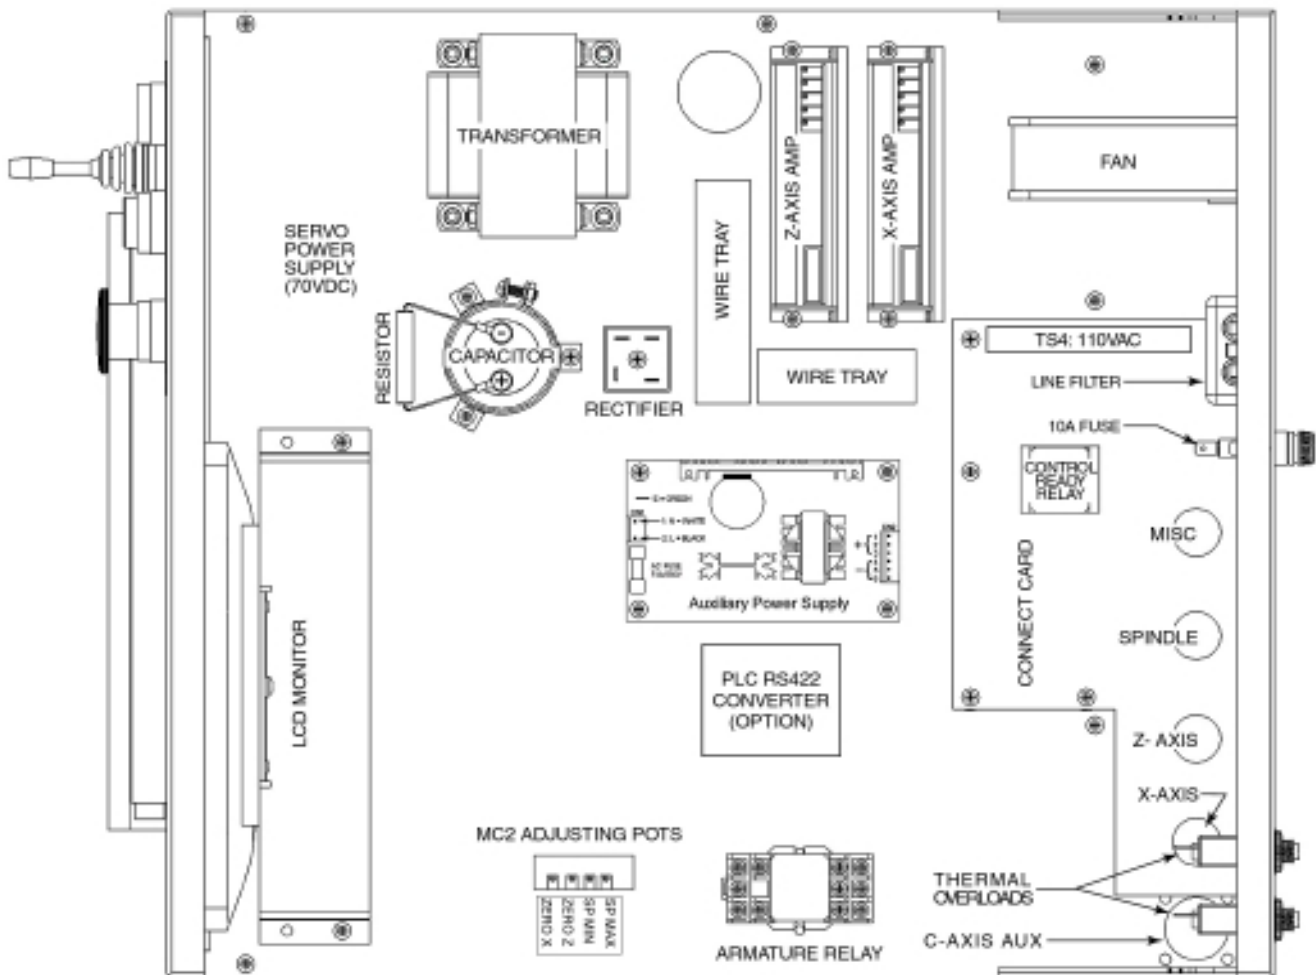 TRANSFORMER
Z-AXIS AMP
X-AXIS AMP
FAN
SERVO
POWER
SUPPLY
(70VDC)
WIRE TRAY
RESISTOR
CAPACITOR
RECTIFIER
WIRE TRAY
TS4: 110VAC
LINE FILTER
10A FUSE
CONTROL
READY
RELAY
MISC
CONNECT CARD
SPINDLE
Z- AXIS
X-AXIS
LCD MONITOR
Auxiliary Power Supply
PLC RS422
CONVERTER
(OPTION)
MC2 ADJUSTING POTS
ZERO X
ZERO Z
SP MIN
SP MAX
ARMATURE RELAY
THERMAL
OVERLOADS
C-AXIS AUX